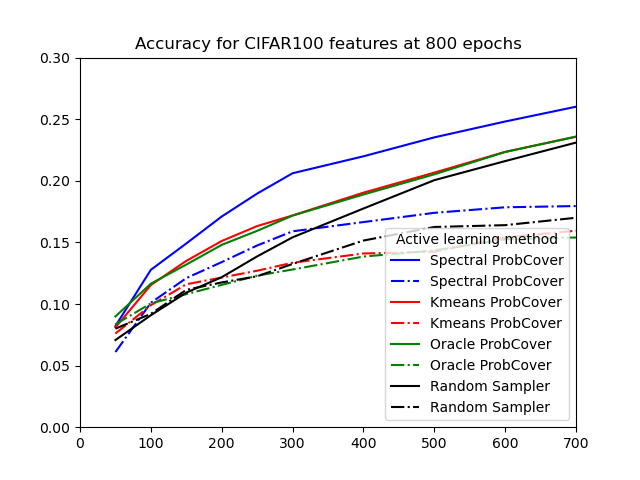 Accuracy for CIFAR100 features at 800 epochs
0.30
0.25
0.20
0.15
0.10
0.05
0.00
0 100 200 300 400 500 600 700
Active learning method
Spectral ProbCover
Spectral ProbCover
Kmeans ProbCover
Kmeans ProbCover
Oracle ProbCover
Oracle ProbCover
Random Sampler
Random Sampler